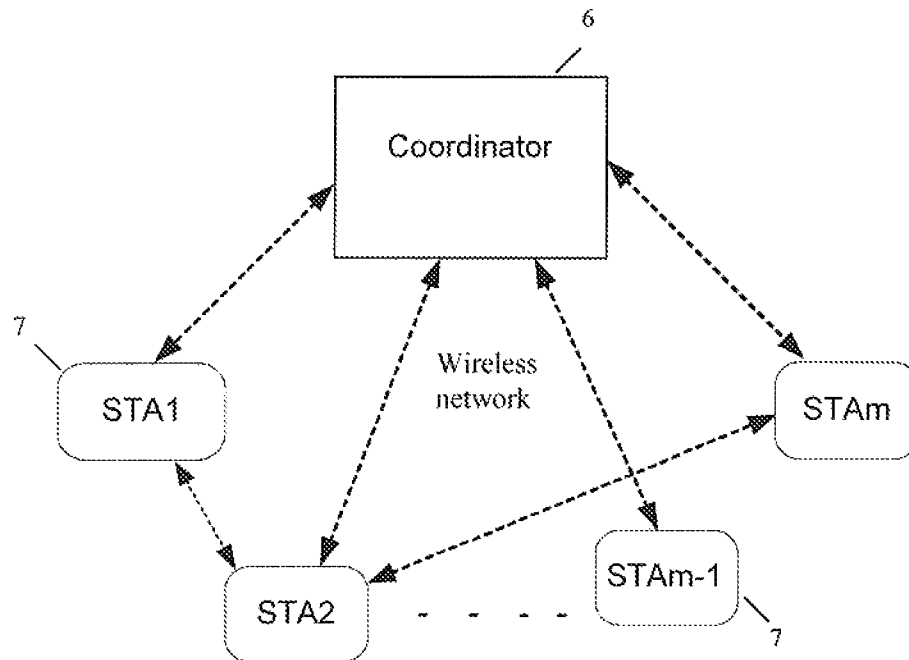 6
Coordinator
7
STA1
Wireless
network
STAm
STA2
STAm-1
7